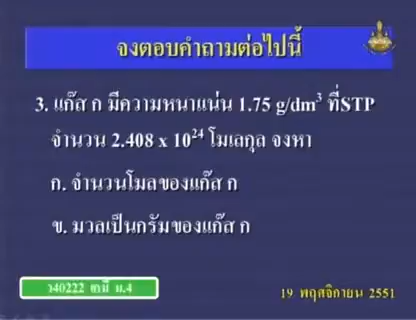 จงตอบคำถามต่อไปนี้
3. แก๊ส ก มีความหนาแน่น 1.75 g/dm³ ที่STP
จำนวน 2.408 x 10²⁴ โมเลกุล จงหา
ก. จำนวนโมลของแก๊ส ก
ข. มวลเป็นกรัมของแก๊ส ก
ว40222 เคมี ม.4
19 พฤศจิกายน 2551